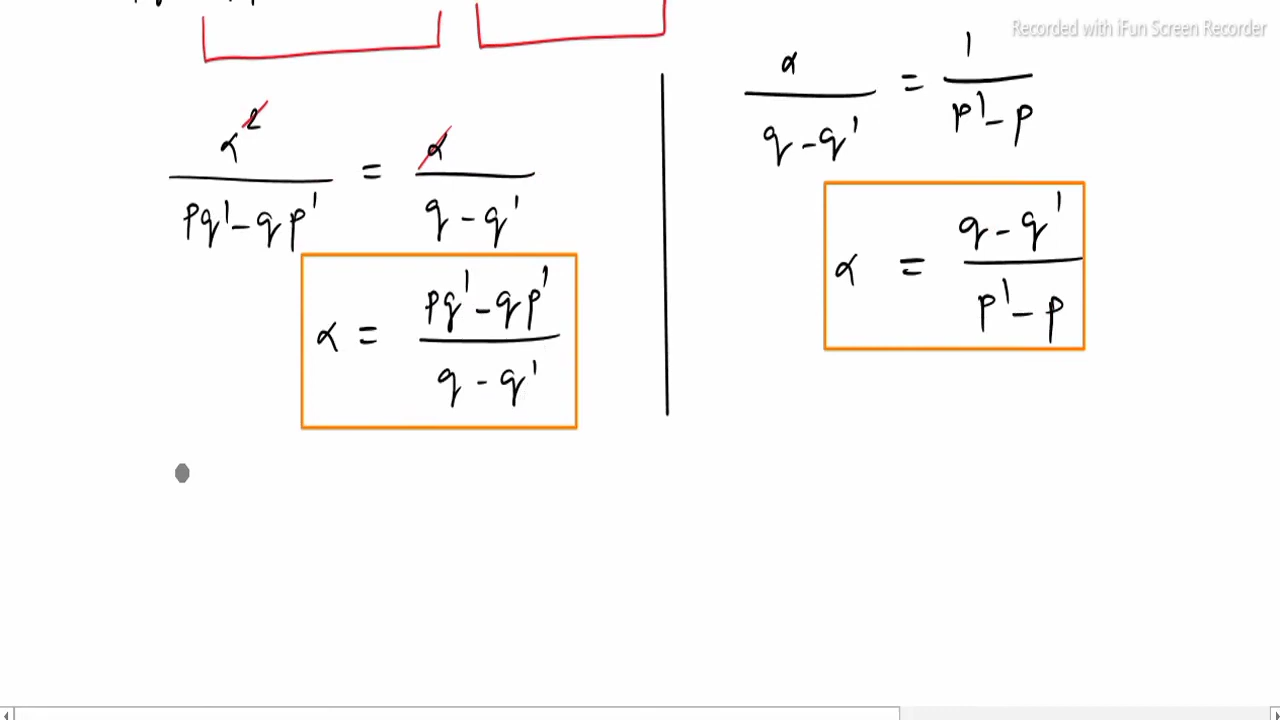 Recorded with iFun Screen Recorder
α² / (pq' - qp') = α / (q - q')
α = (pq' - qp') / (q - q')
α / (q - q') = 1 / (p' - p)
α = (q - q') / (p' - p)